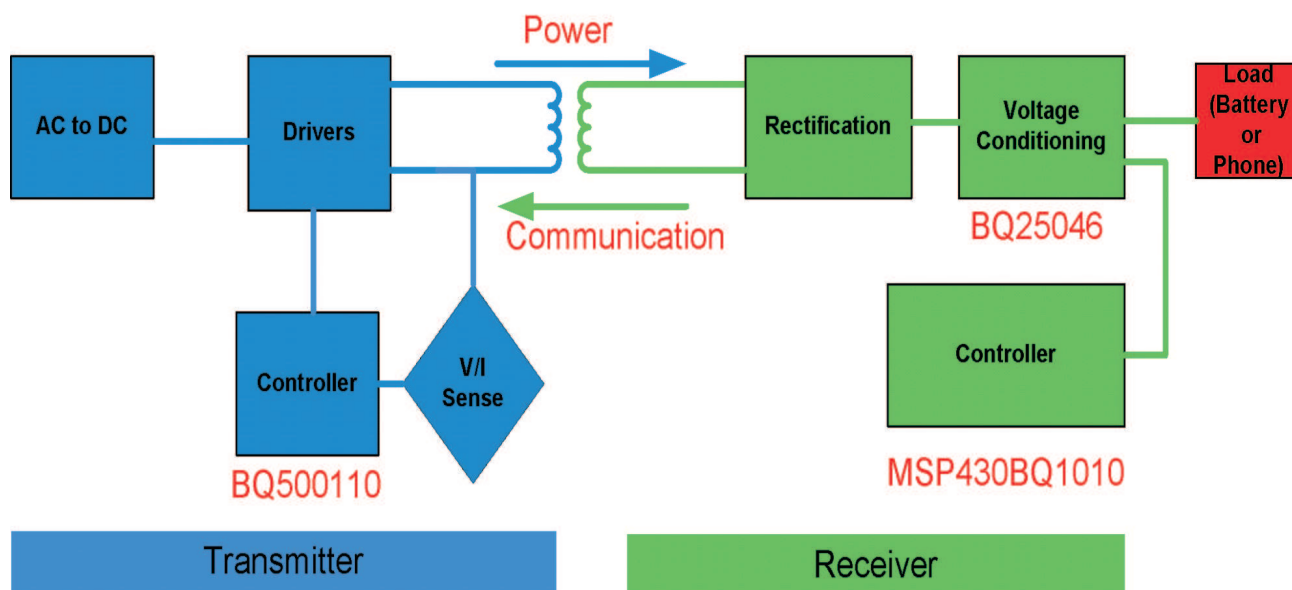 Power
AC to DC
Drivers
Rectification
Voltage
Conditioning
Load
(Battery
or
Phone)
Communication
BQ25046
Controller
V/I
Sense
Controller
BQ500110
MSP430BQ1010
Transmitter
Receiver